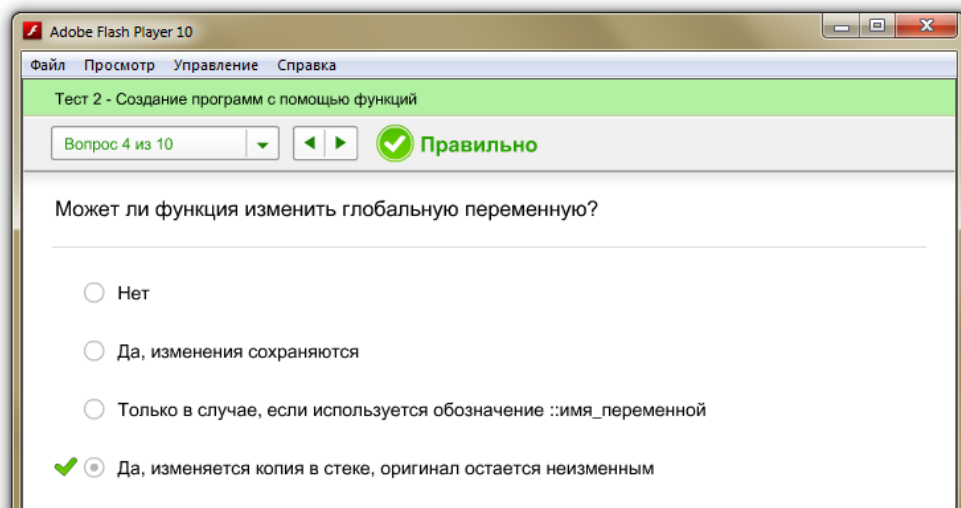 Adobe Flash Player 10
Файл Просмотр Управление Справка
Тест 2 - Создание программ с помощью функций
Вопрос 4 из 10
Правильно
Может ли функция изменить глобальную переменную?
Нет
Да, изменения сохраняются
Только в случае, если используется обозначение ::имя_переменной
Да, изменяется копия в стеке, оригинал остается неизменным